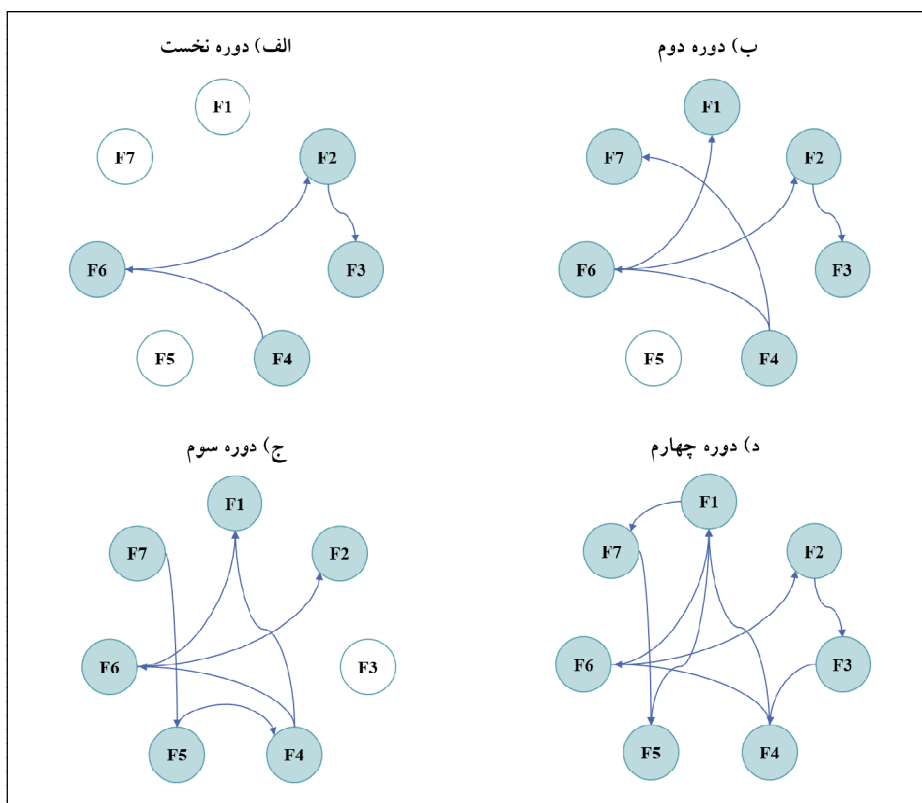 الف) دوره نخست
F1
F7
F2
F6
F3
F5
F4
ب) دوره دوم
F1
F7
F2
F6
F3
F5
F4
ج) دوره سوم
F1
F7
F2
F6
F3
F5
F4
د) دوره چهارم
F1
F7
F2
F6
F3
F5
F4